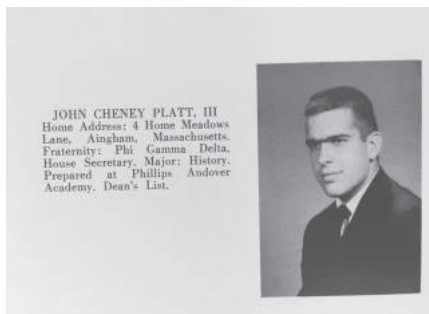 JOHN CHENEY PLATT, III
Home Address: 4 Home Meadows
Lane, Aingham, Massachusetts.
Fraternity: Phi Gamma Delta,
House Secretary. Major: History.
Prepared at Phillips Andover
Academy. Dean's List.